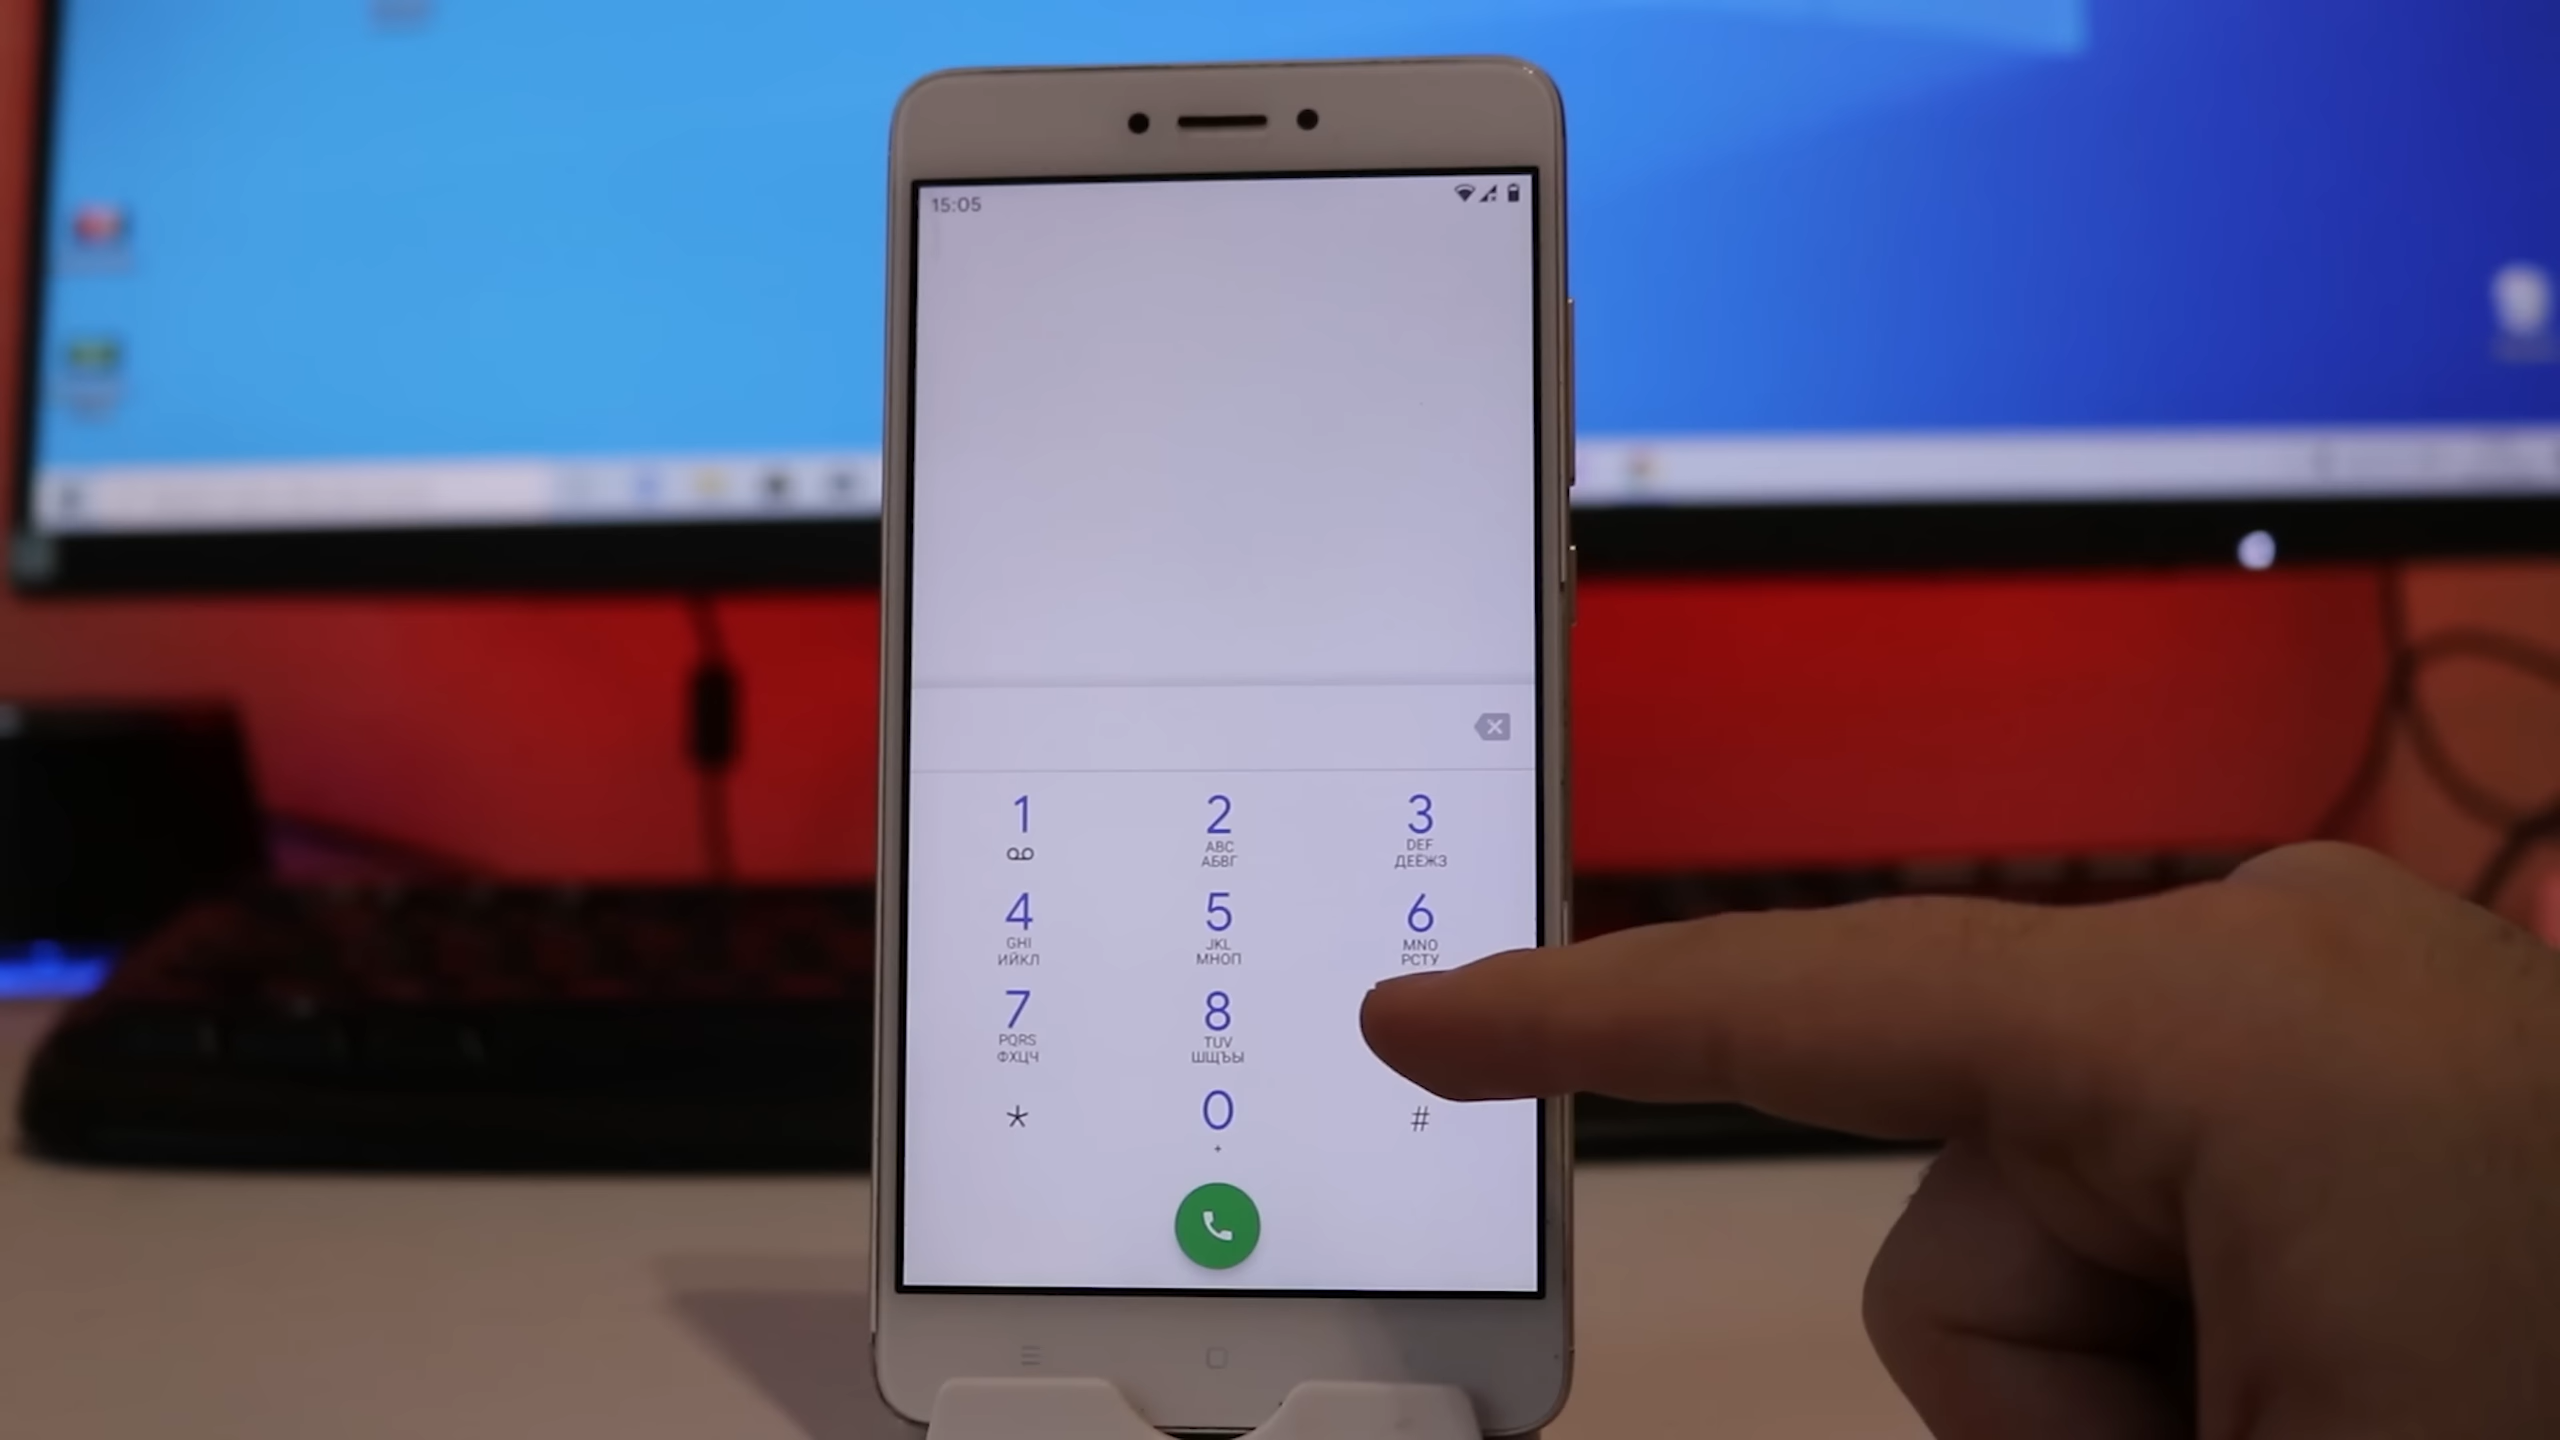 15:05
1 2 3
ABC DEF
АБВГ ДЕЁЖЗ
4 5 6
GHI JKL MNO
ИЙКЛ МНОП РСТУ
7 8
PQRS TUV
ФХЦЧ ШЩЪЫ
* 0 #
+